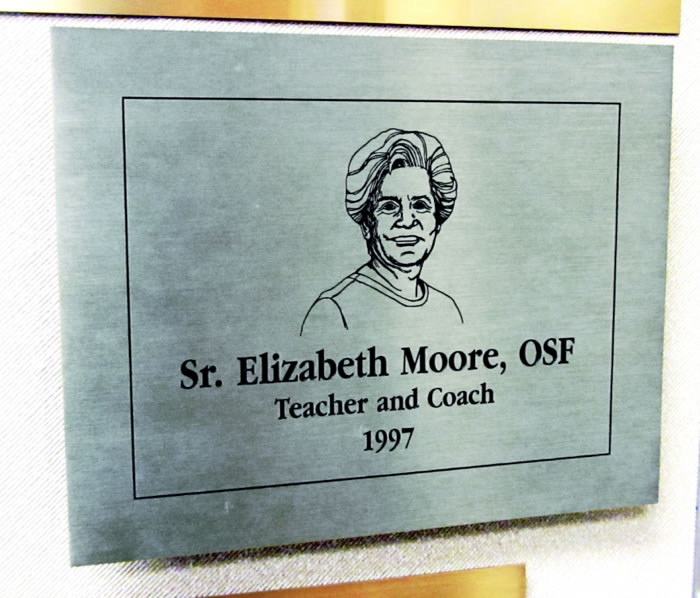 Sr. Elizabeth Moore, OSF
Teacher and Coach
1997